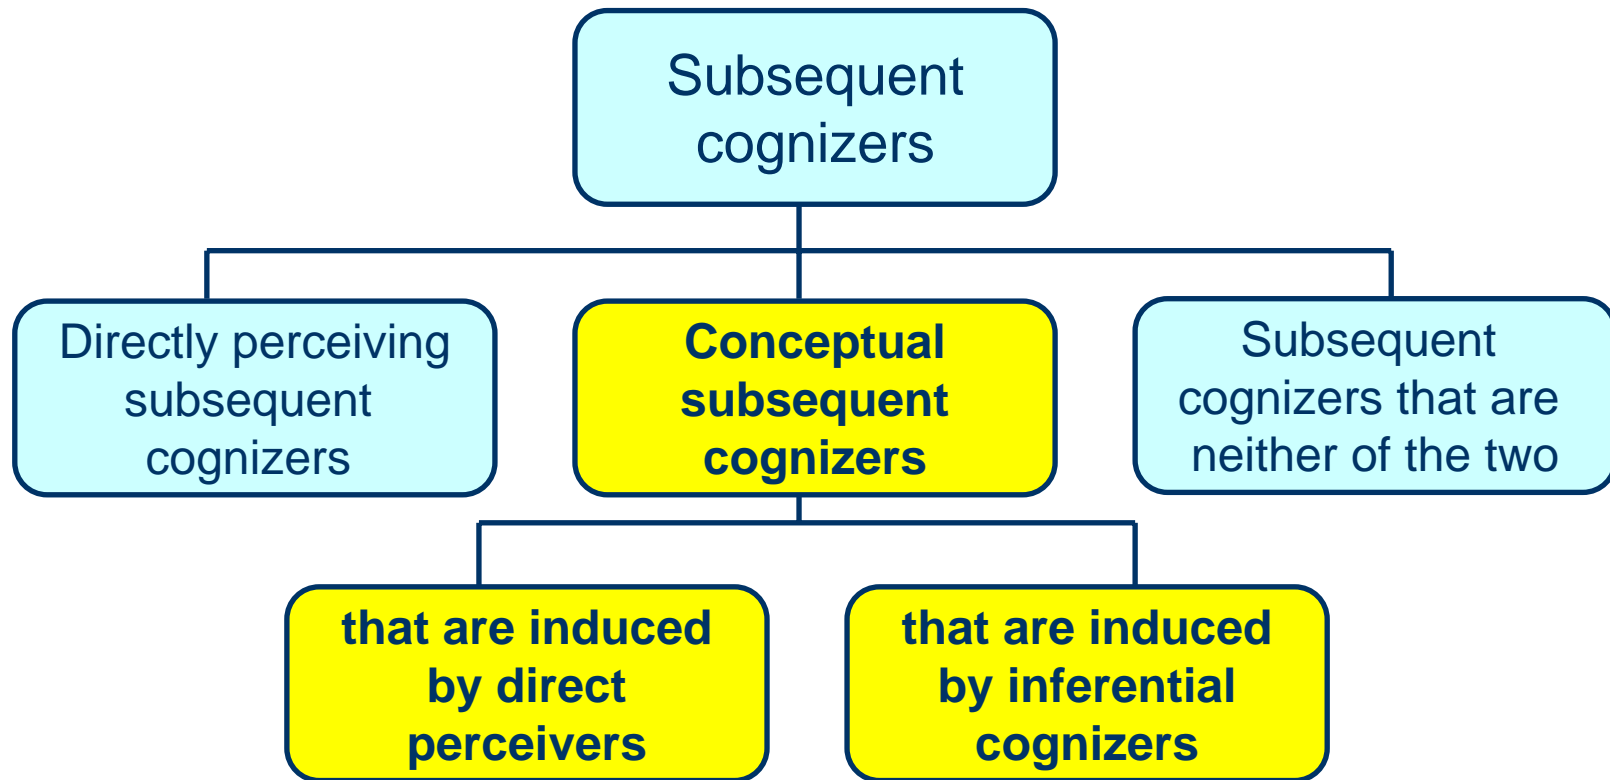 Subsequent
cognizers
Directly perceiving
subsequent
cognizers
Conceptual
subsequent
cognizers
Subsequent
cognizers that are
neither of the two
that are induced
by direct
perceivers
that are induced
by inferential
cognizers